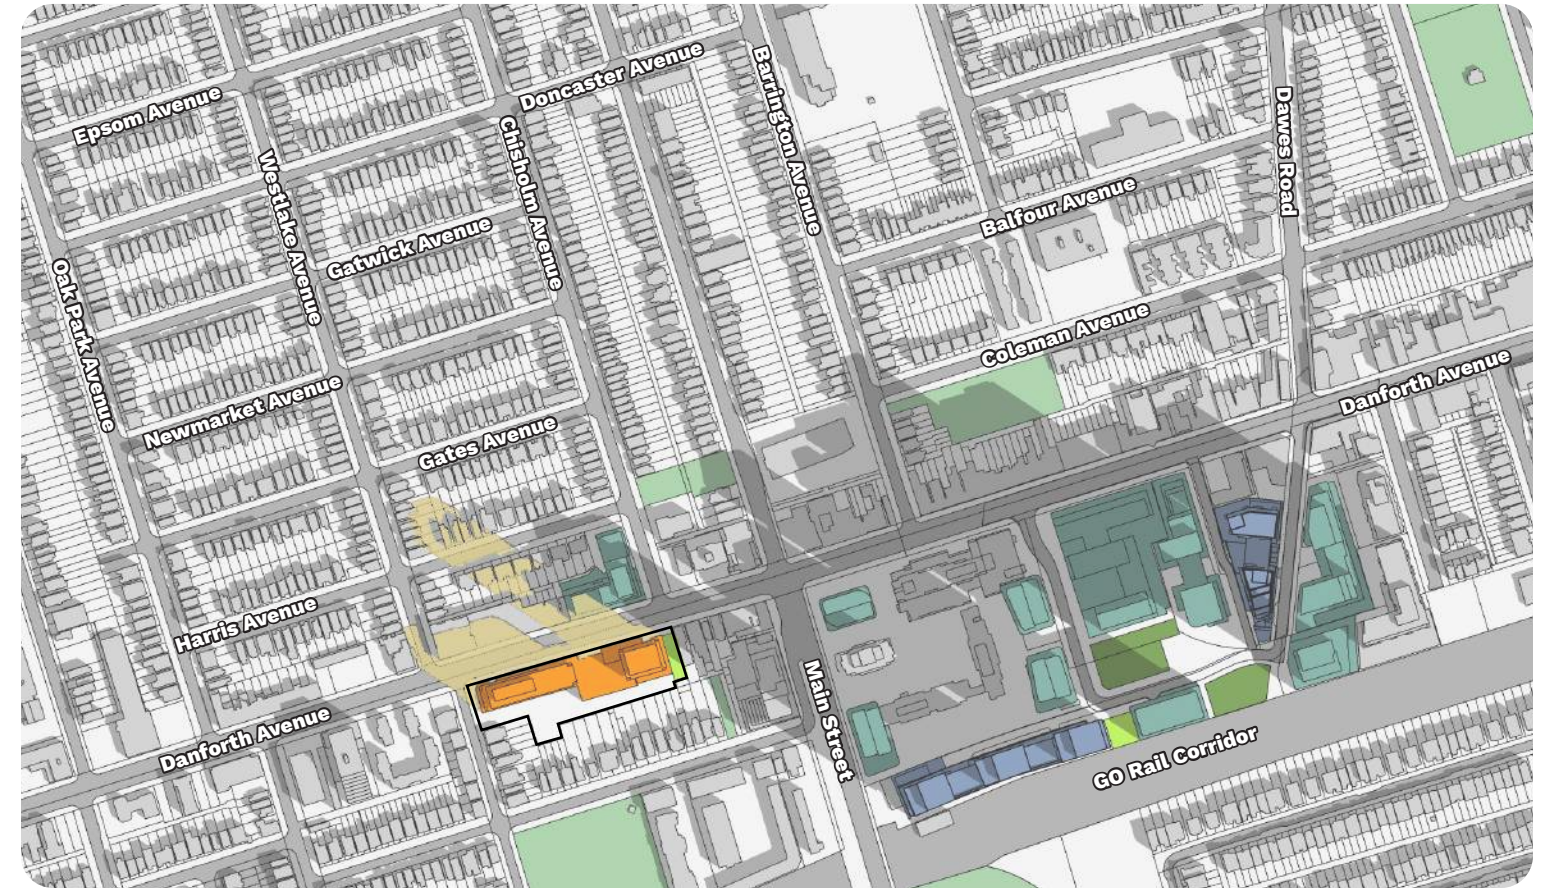 Epsom Avenue
Doncaster Avenue
Barrington Avenue
Dawes Road
Chisholm Avenue
Westlake Avenue
Balfour Avenue
Gatwick Avenue
Oak Park Avenue
Coleman Avenue
Danforth Avenue
Newmarket Avenue
Gates Avenue
Harris Avenue
Main Street
Danforth Avenue
GO Rail Corridor